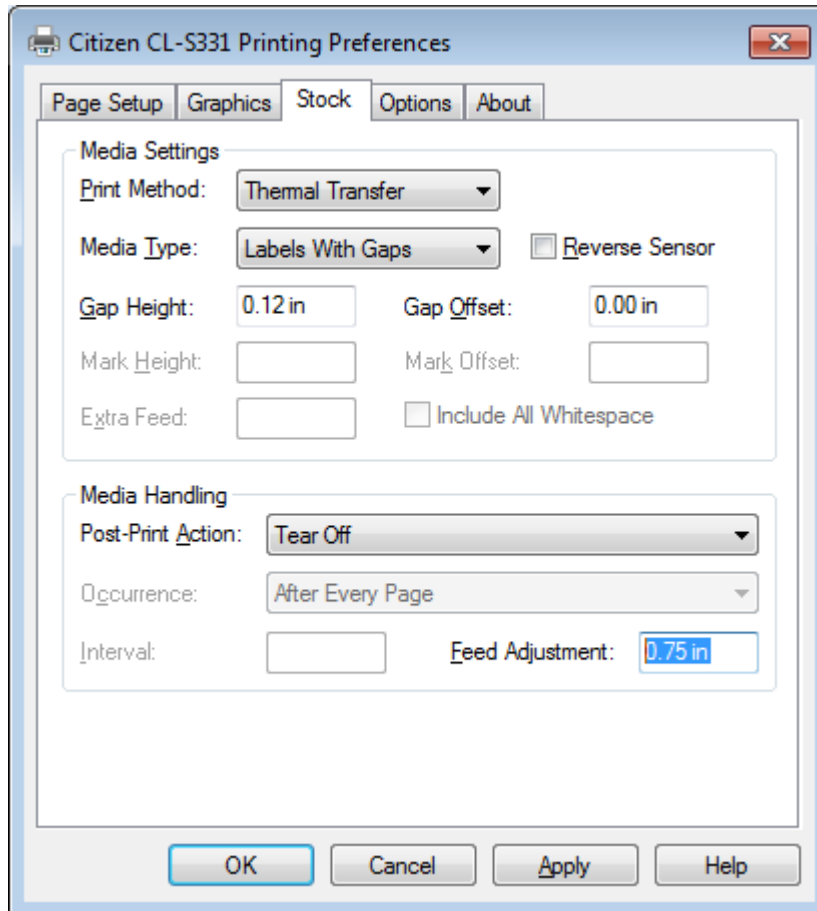 Citizen CL-S331 Printing Preferences
Page Setup Graphics Stock Options About
Media Settings
Print Method: Thermal Transfer
Media Type: Labels With Gaps Reverse Sensor
Gap Height: 0.12 in Gap Offset: 0.00 in
Mark Height: Mark Offset:
Extra Feed: Include All Whitespace
Media Handling
Post-Print Action: Tear Off
Occurrence: After Every Page
Interval: Feed Adjustment: 0.75 in
OK Cancel Apply Help